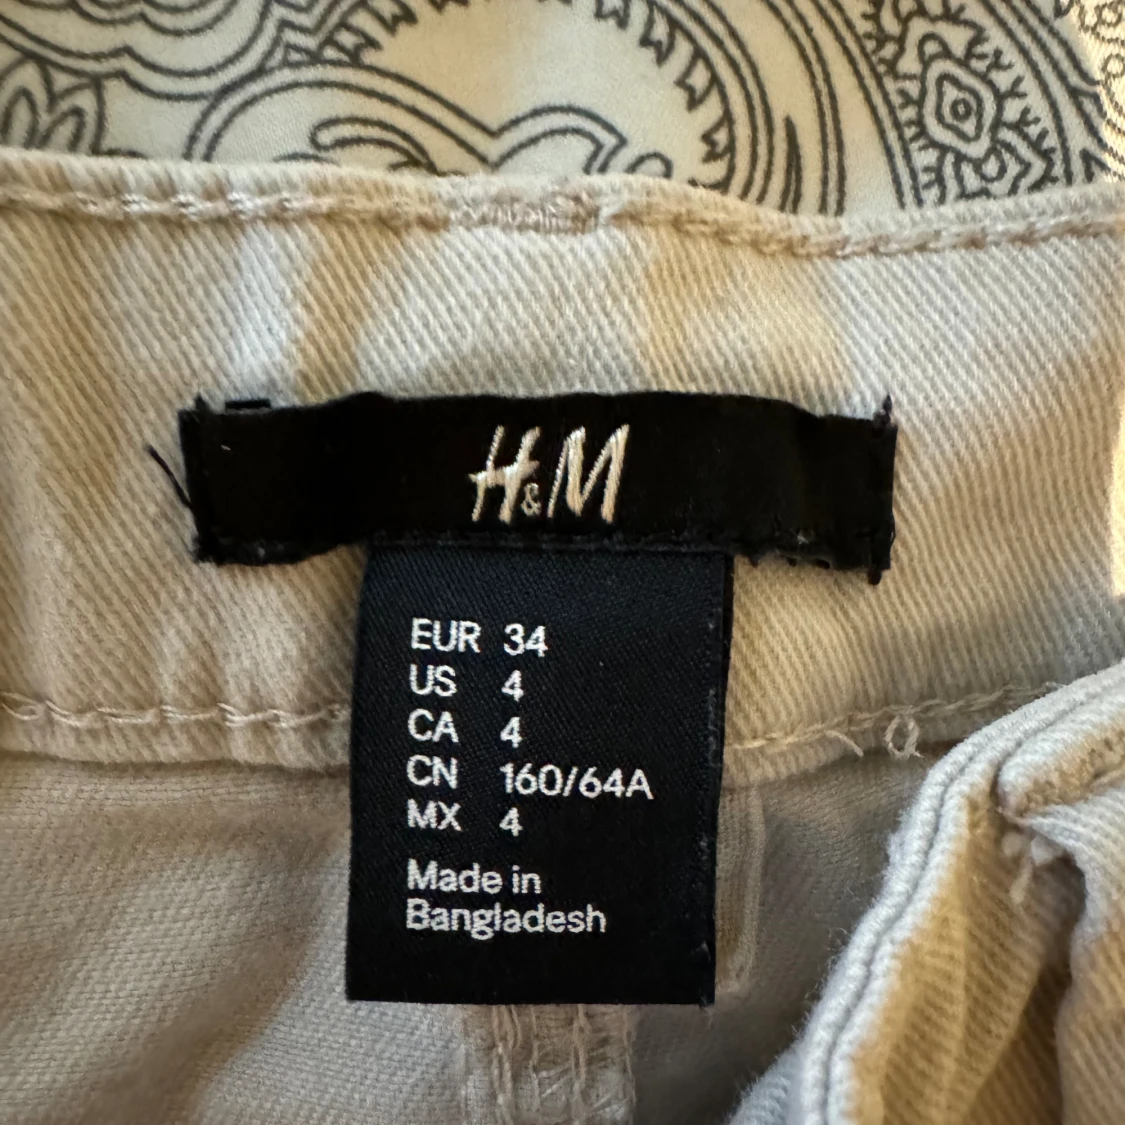 H&M
EUR 34
US 4
CA 4
CN 160/64A
MX 4
Made in
Bangladesh